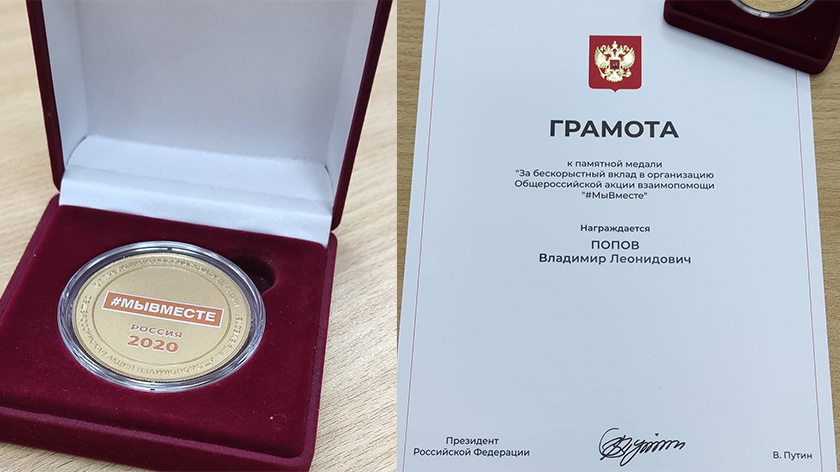 #МЫВМЕСТЕ
РОССИЯ
2020
ГРАМОТА
к памятной медали
"За бескорыстный вклад в организацию
Общероссийской акции взаимопомощи
"#МыВместе"
Награждается
ПОПОВ
Владимир Леонидович
Президент
Российской Федерации
В. Путин